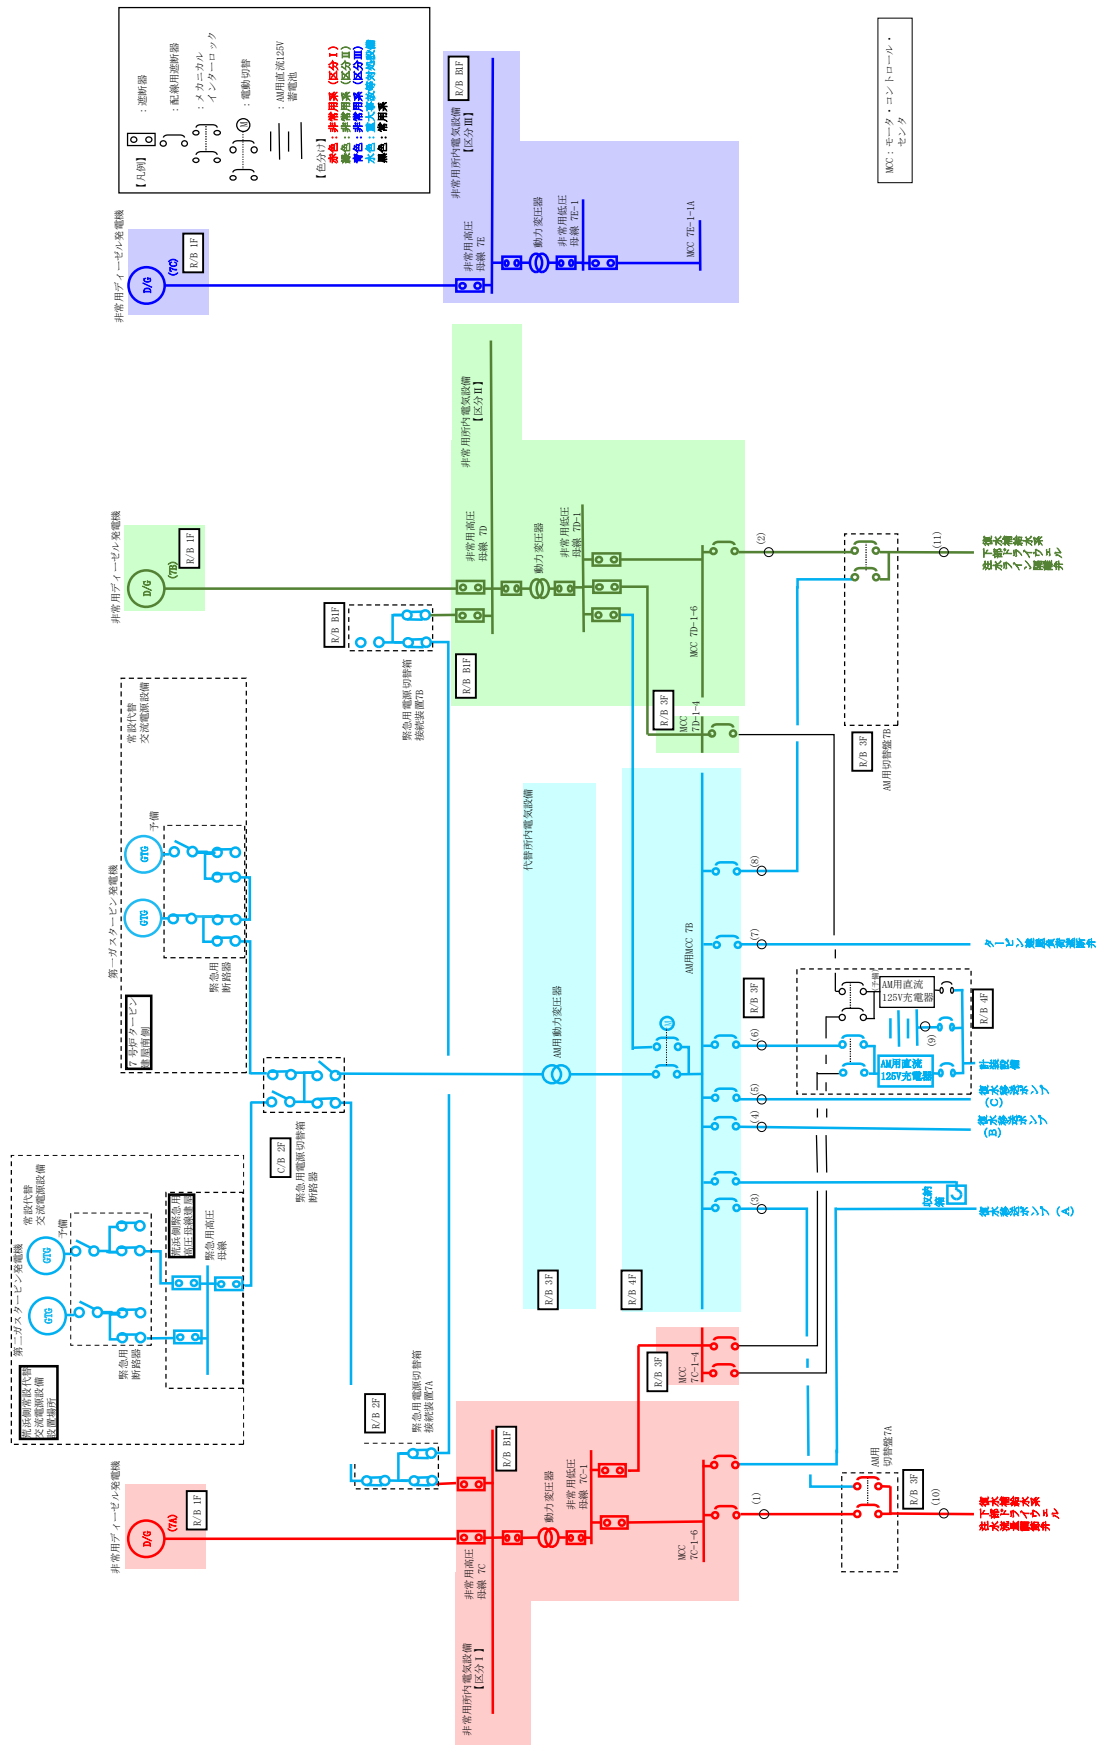 【凡例】
：遮断器
：配線用遮断器
：メカニカル
インターロック
M
：電動切替
：AM用直流125V
蓄電池
【色分け】
赤色：非常用系（区分Ⅰ）
緑色：非常用系（区分Ⅱ）
青色：非常用系（区分Ⅲ）
水色：重大事故等対処設備
黒色：常用系
MCC：モータ・コントロール・
センタ
非常用ディーゼル発電機
D/G
(7C)
R/B 1F
R/B B1F
非常用所内電気設備
【区分Ⅲ】
非常用高圧
母線 7E
動力変圧器
非常用低圧
母線 7E-1
MCC 7E-1-1A
非常用ディーゼル発電機
D/G
(7B)
R/B 1F
非常用所内電気設備
【区分Ⅱ】
非常用高圧
母線 7D
動力変圧器
非常用低圧
母線 7D-1
MCC 7D-1-6
R/B B1F
R/B B1F
緊急用電源切替箱
接続装置7B
R/B 3F
MCC
7D-1-4
(2)
(11)
復水補給水系
下部ドライウェル
注水ライン隔離弁
R/B 3F
AM用切替盤7B
常設代替
交流電源設備
予備
GTG
GTG
第一ガスタービン発電機
緊急用
断路器
7号炉タービン
建屋南側
代替所内電気設備
AM用MCC 7B
AM用動力変圧器
M
R/B 3F
R/B 4F
R/B 3F
(8)
(7)
(6)
(5)
(4)
(3)
タービン建屋負荷遮断弁
予備
AM用直流
125V充電器
(9)
AM用直流
125V充電器
R/B 4F
計装設備
復水移送ポンプ
(C)
復水移送ポンプ
(B)
収納
箱
復水移送ポンプ（A）
C/B 2F
緊急用電源切替箱
断路器
常設代替
交流電源設備
予備
GTG
GTG
第二ガスタービン発電機
緊急用
断路器
荒浜側緊急用
高圧母線建屋
緊急用高圧
母線
荒浜側常設代替
交流電源設備
設置場所
R/B 2F
緊急用電源切替箱
接続装置7A
R/B 3F
MCC
7C-1-4
非常用ディーゼル発電機
D/G
(7A)
R/B 1F
R/B B1F
非常用高圧
母線 7C
動力変圧器
非常用低圧
母線 7C-1
MCC
7C-1-6
非常用所内電気設備
【区分Ⅰ】
(1)
AM用
切替盤7A
R/B 3F
(10)
復水補給水系
下部ドライウェル
注水流量調整弁